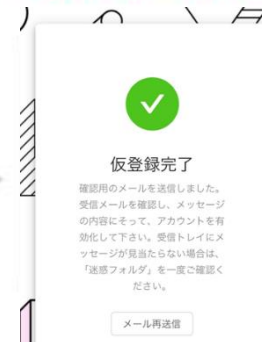 仮登録完了
確認用のメールを送信しました。
受信メールを確認し、メッセージ
の内容にそって、アカウントを有
効化して下さい。受信トレイにメ
ッセージが見当たらない場合は、
「迷惑フォルダ」を一度ご確認く
ださい。
メール再送信